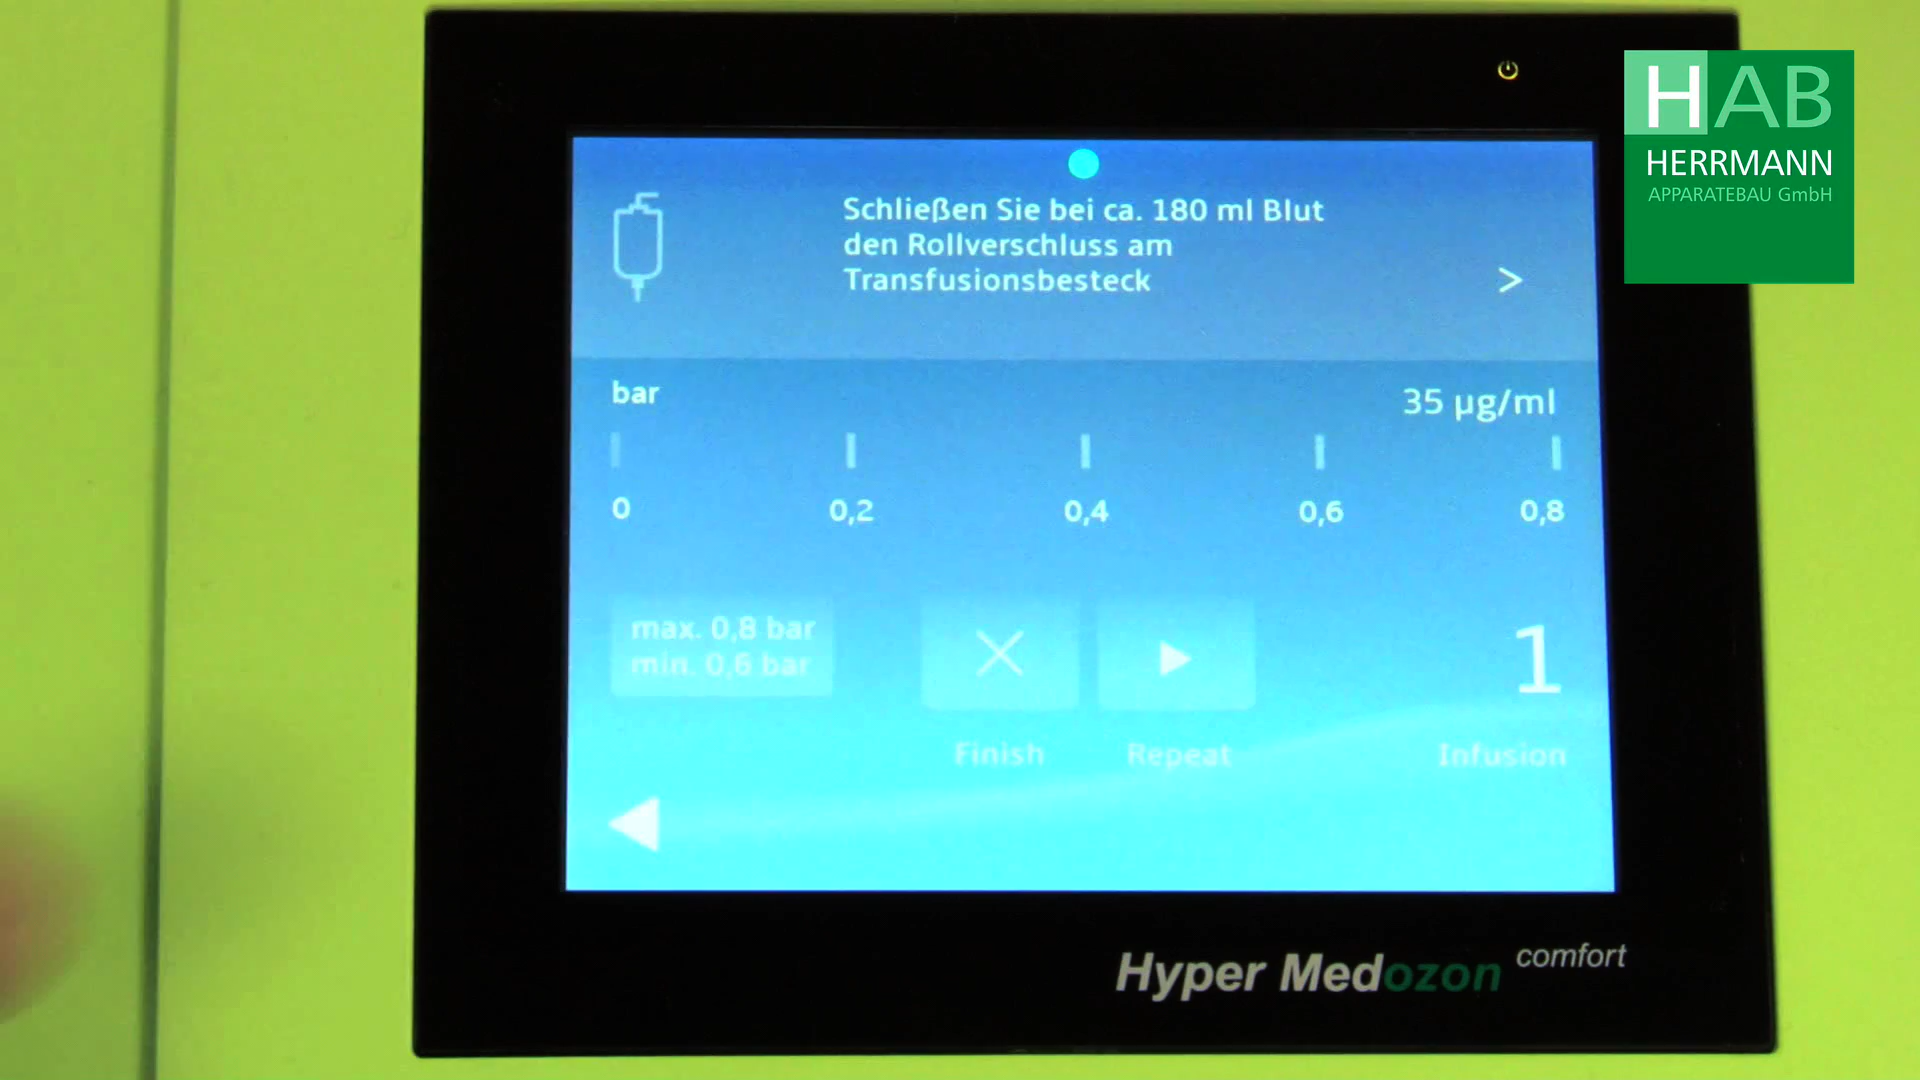 HAB
HERRMANN
APPARATEBAU GmbH
Schließen Sie bei ca. 180 ml Blut
den Rollverschluss am
Transfusionsbesteck
>
bar
35 µg/ml
0 0,2 0,4 0,6 0,8
max. 0,8 bar
min. 0,6 bar
1
Finish Repeat Infusion
Hyper Medozon comfort